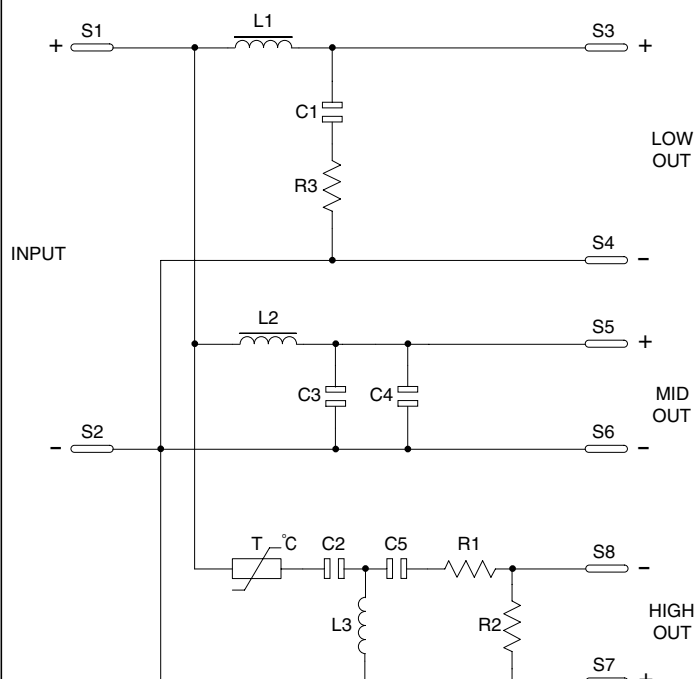 L1
+ S1 S3 +
C1
LOW
OUT
R3
S4 -
INPUT
L2
S5 +
C3 C4
MID
OUT
- S2 S6 -
T °C C2 C5 R1
S8 -
HIGH
OUT
L3 R2
S7 +